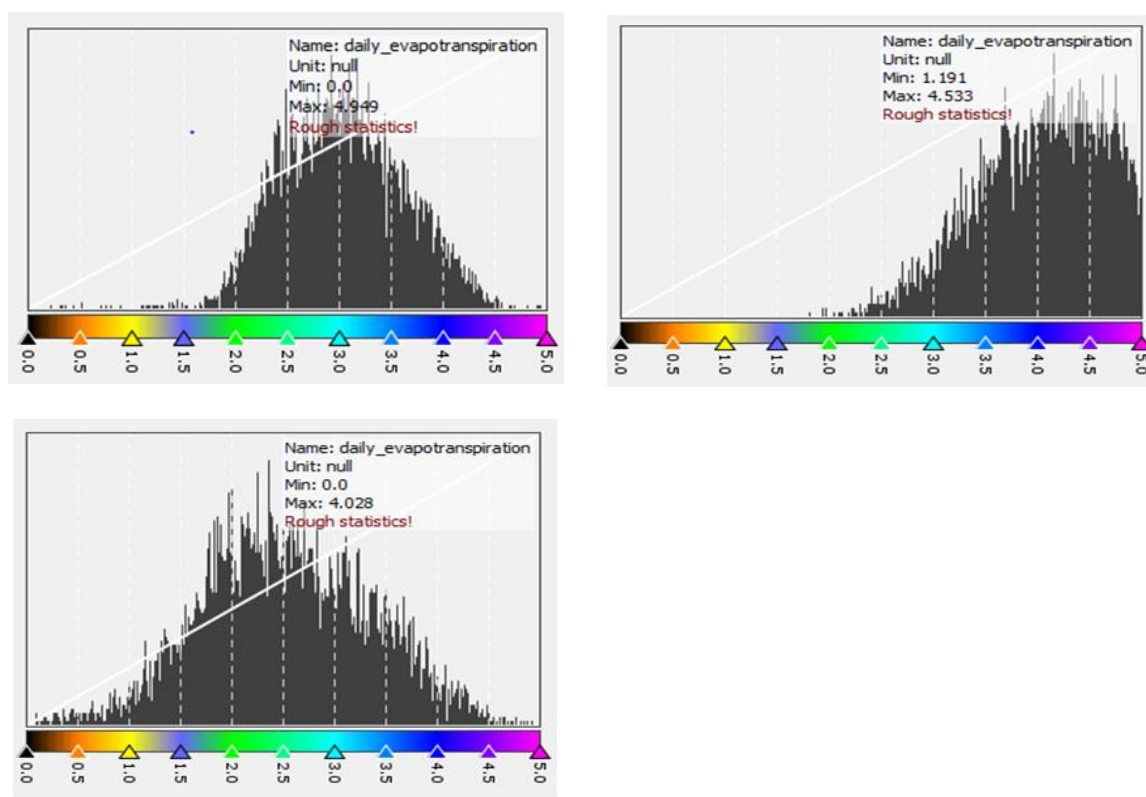 Name: daily_evapotranspiration
Unit: null
Min: 0.0
Max: 4.949
Rough statistics!
0.0 0.5 1.0 1.5 2.0 2.5 3.0 3.5 4.0 4.5 5.0
Name: daily_evapotranspiration
Unit: null
Min: 1.191
Max: 4.533
Rough statistics!
0.0 0.5 1.0 1.5 2.0 2.5 3.0 3.5 4.0 4.5 5.0
Name: daily_evapotranspiration
Unit: null
Min: 0.0
Max: 4.028
Rough statistics!
0.0 0.5 1.0 1.5 2.0 2.5 3.0 3.5 4.0 4.5 5.0